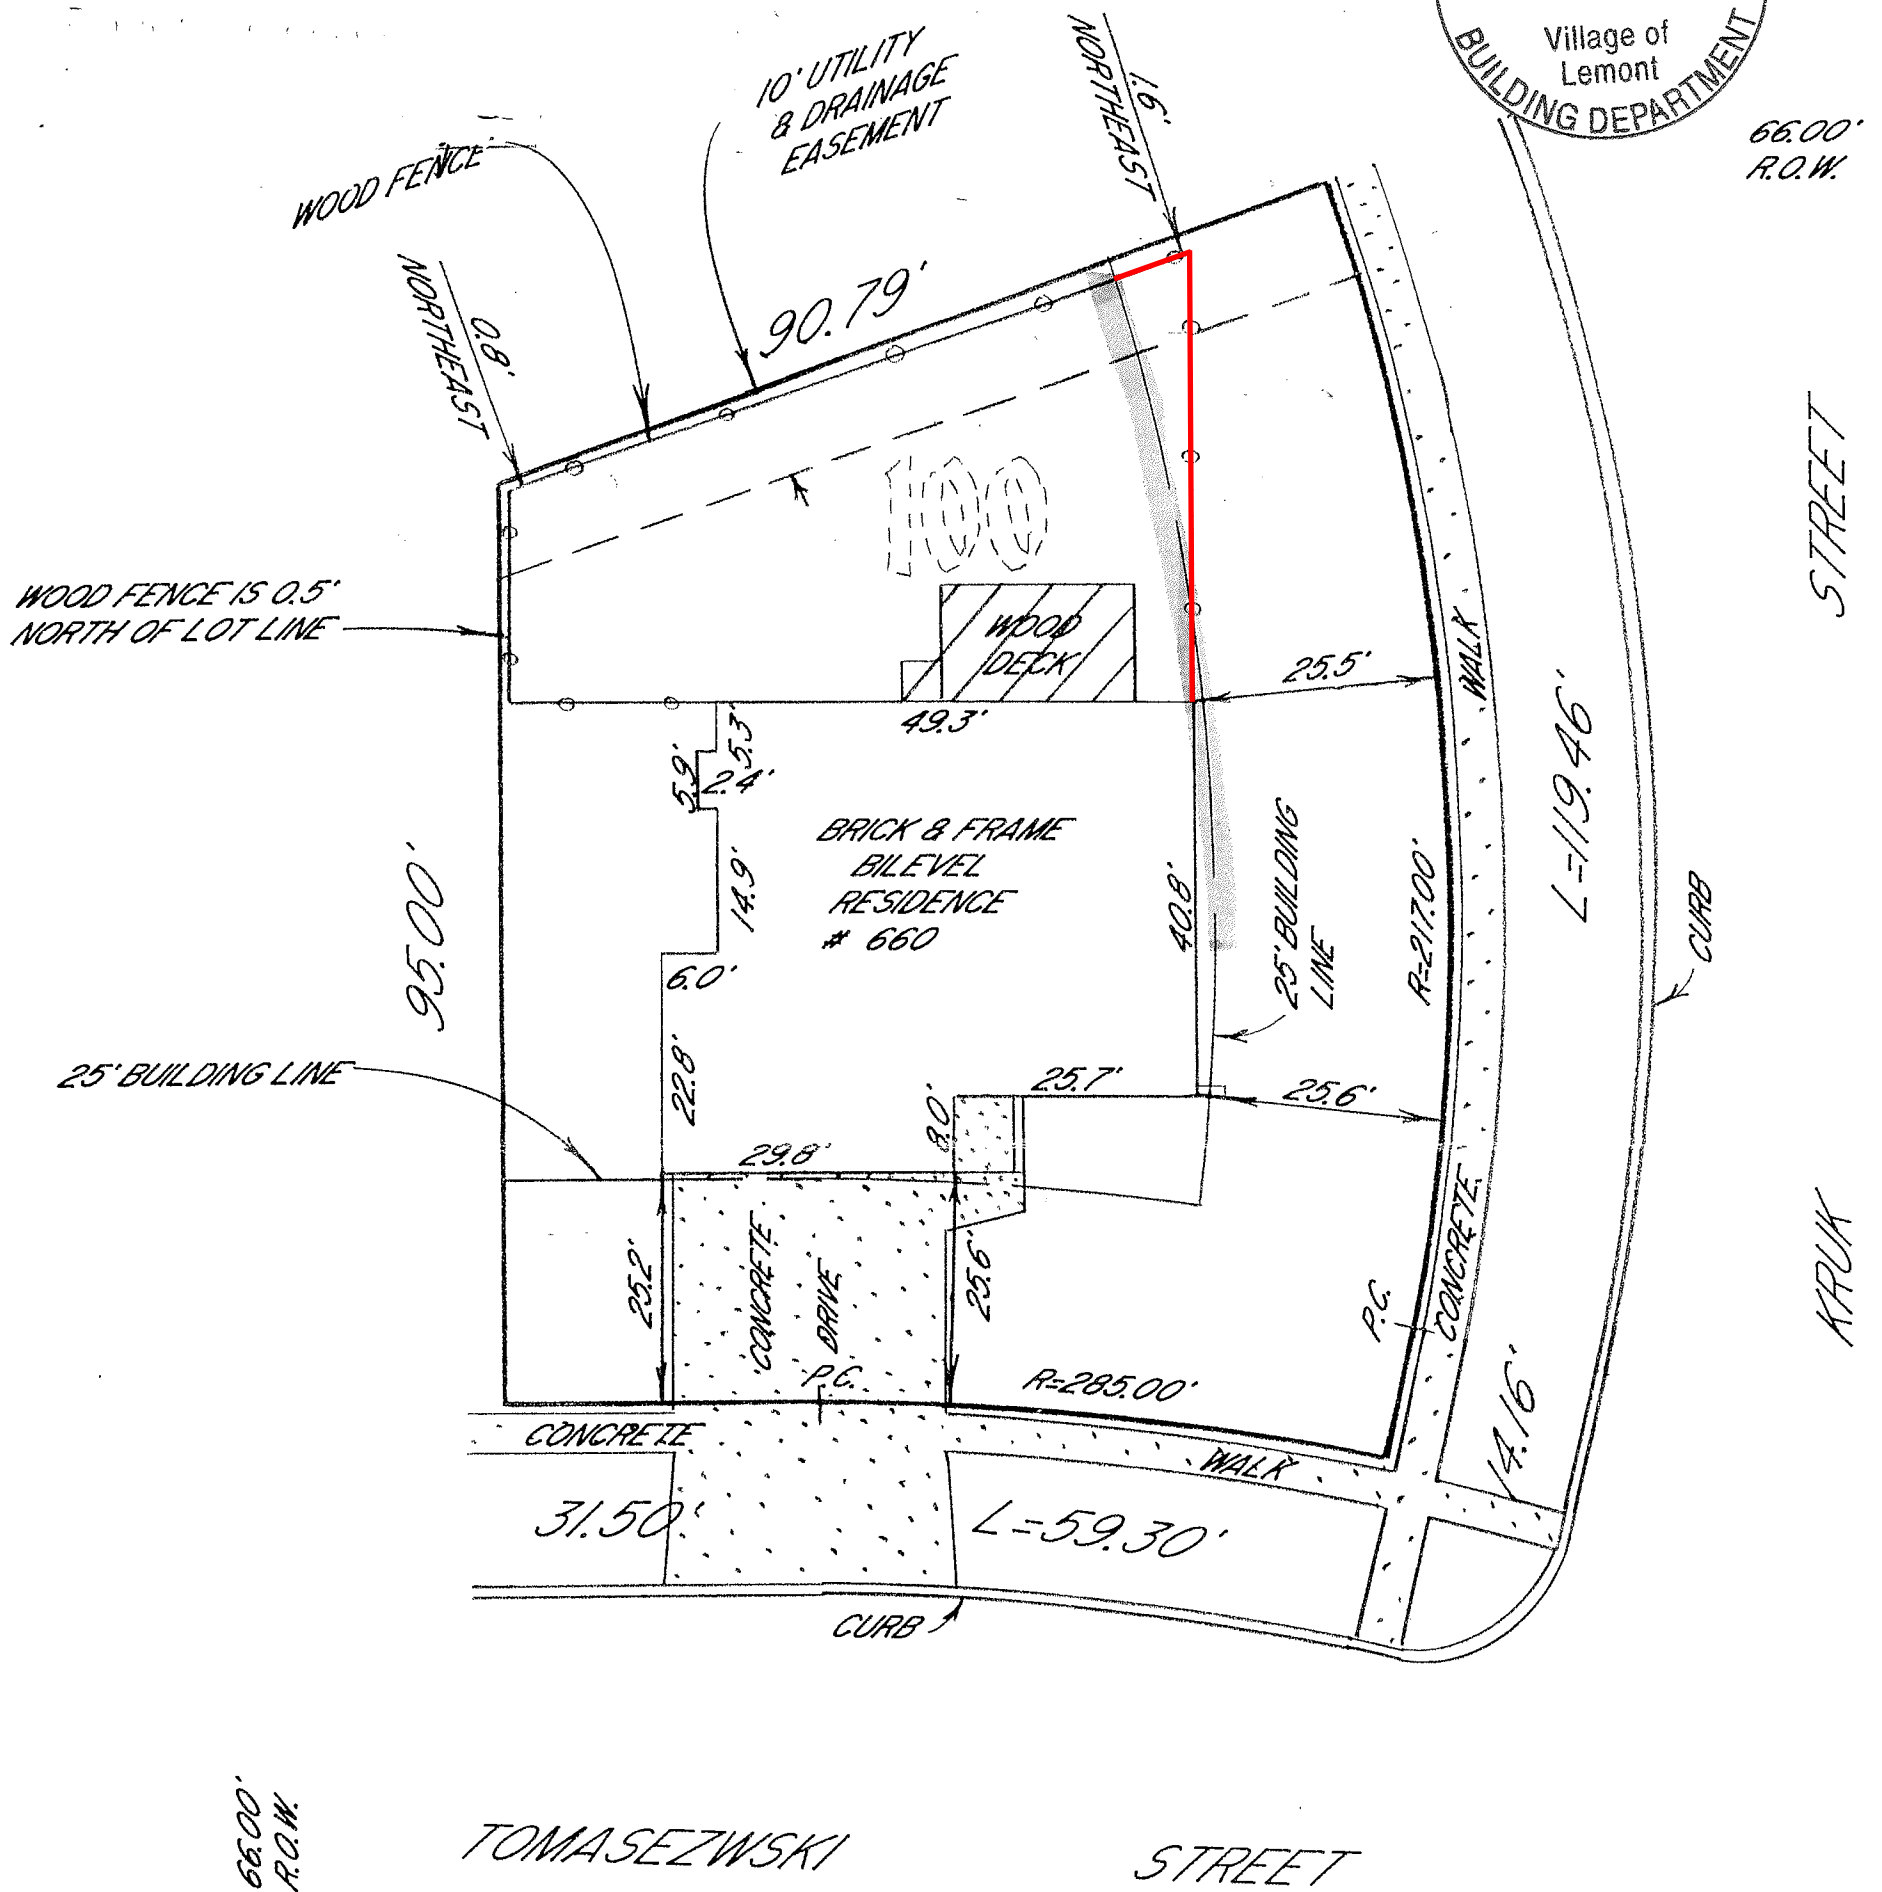 Village of
Lemont
BUILDING DEPARTMENT
66.00'
R.O.W.
10' UTILITY
& DRAINAGE
EASEMENT
1.6'
NORTHEAST
WOOD FENCE
0.8'
NORTHEAST
90.79'
100
WOOD FENCE IS 0.5'
NORTH OF LOT LINE
WOOD
DECK
25.5'
WALK
STREET
49.3'
5.3'
5.9'
2.4'
14.9'
BRICK & FRAME
BILEVEL
RESIDENCE
# 660
40.8'
25' BUILDING
LINE
R=217.00'
L=119.46'
CURB
95.00'
6.0'
22.8'
25' BUILDING LINE
25.7'
8.0'
25.6'
29.8'
25.2'
CONCRETE
DRIVE
25.6'
P.C.
R=285.00'
P.C.
CONCRETE
KRUK
14.16'
CONCRETE
WALK
31.50'
L=59.30'
CURB
66.00'
R.O.W.
TOMASEZWSKI
STREET